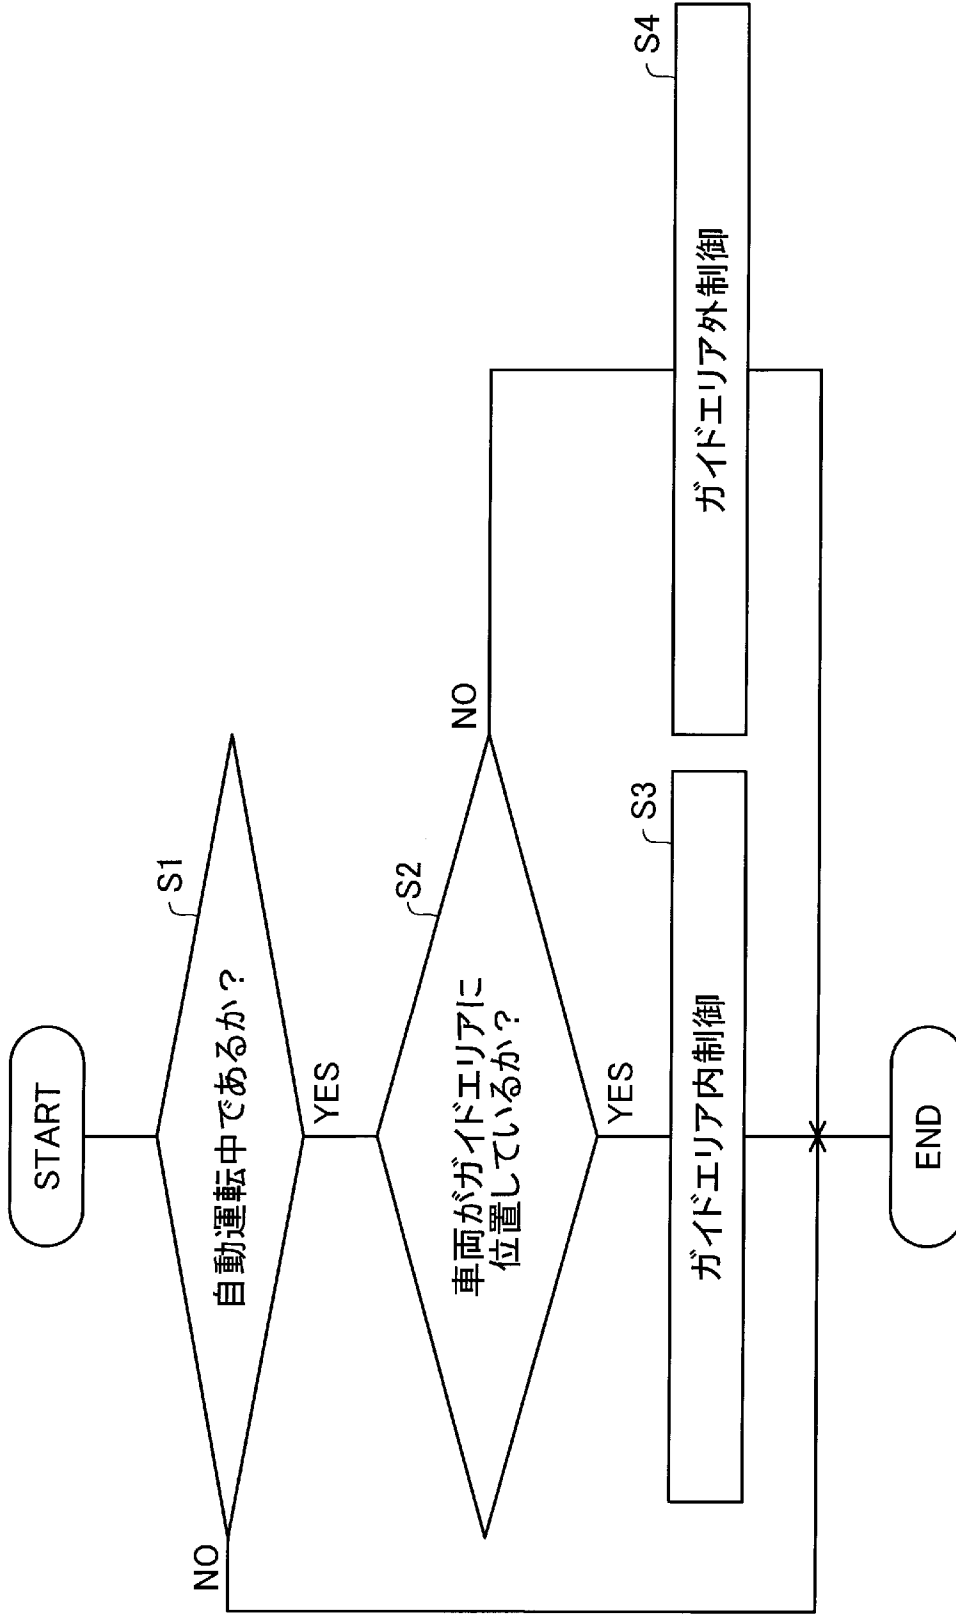 START
自動運転中であるか？
S1
NO
YES
車両がガイドエリアに
位置しているか？
S2
NO
YES
ガイドエリア内制御
S3
ガイドエリア外制御
S4
END